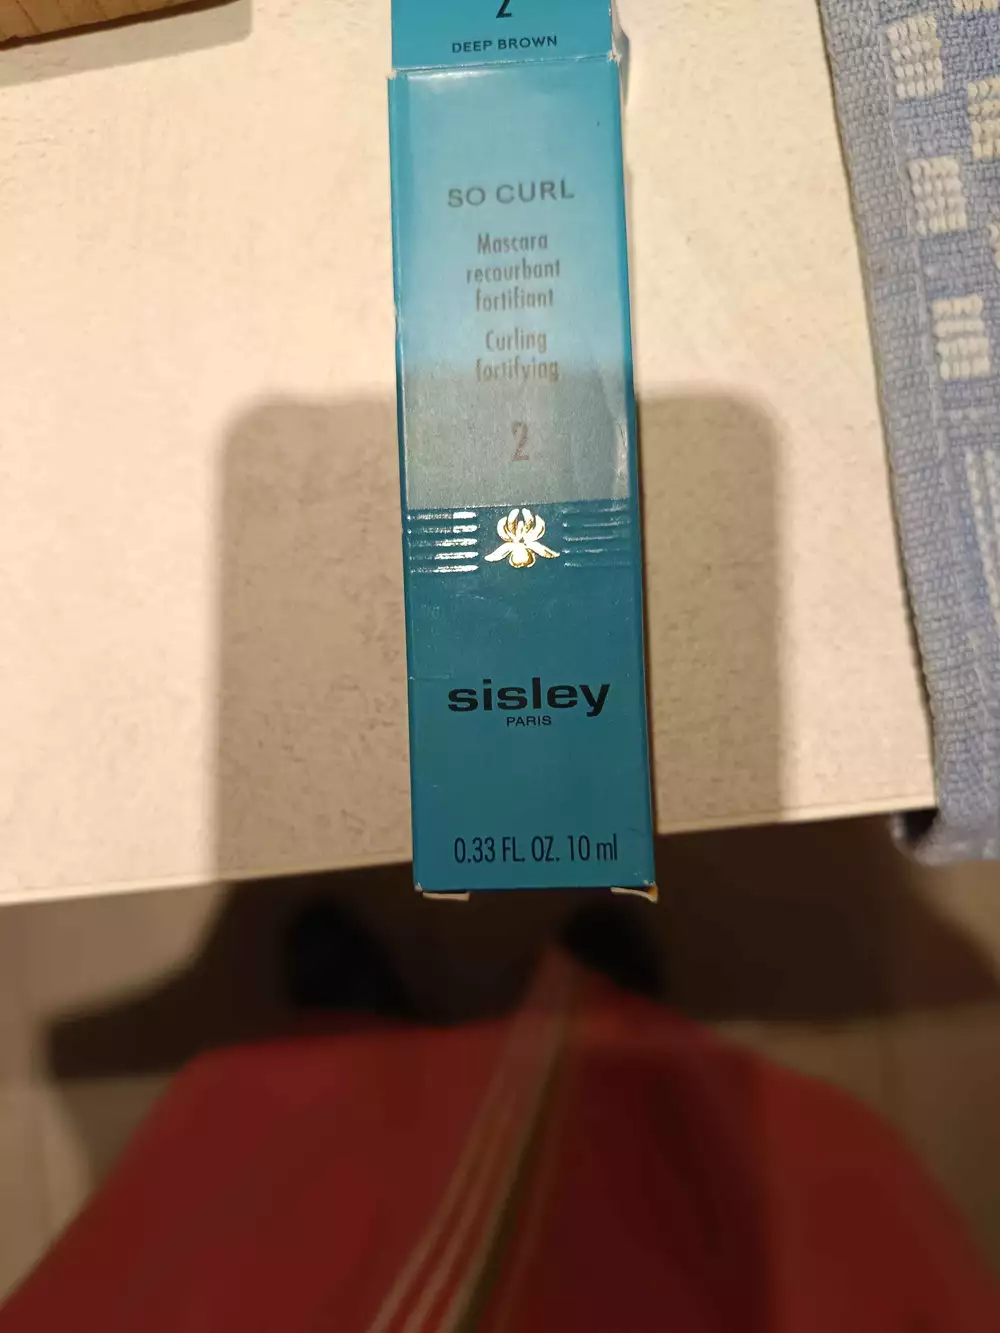 2
DEEP BROWN
SO CURL
Mascara
recourbant
fortifiant
Curling
fortifying
2
sisley
PARIS
0.33 FL. OZ. 10 ml